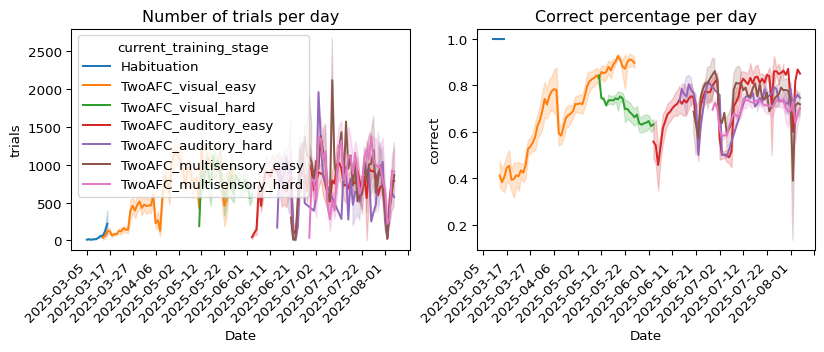 Number of trials per day
trials
2500
2000
1500
1000
500
0
current_training_stage
Habituation
TwoAFC_visual_easy
TwoAFC_visual_hard
TwoAFC_auditory_easy
TwoAFC_auditory_hard
TwoAFC_multisensory_easy
TwoAFC_multisensory_hard
2025-03-05
2025-03-17
2025-03-27
2025-04-06
2025-05-02
2025-05-12
2025-05-22
2025-06-01
2025-06-11
2025-06-21
2025-07-02
2025-07-12
2025-07-22
2025-08-01
Date
Correct percentage per day
correct
1.0
0.8
0.6
0.4
0.2
2025-03-05
2025-03-17
2025-03-27
2025-04-06
2025-05-02
2025-05-12
2025-05-22
2025-06-01
2025-06-11
2025-06-21
2025-07-02
2025-07-12
2025-07-22
2025-08-01
Date